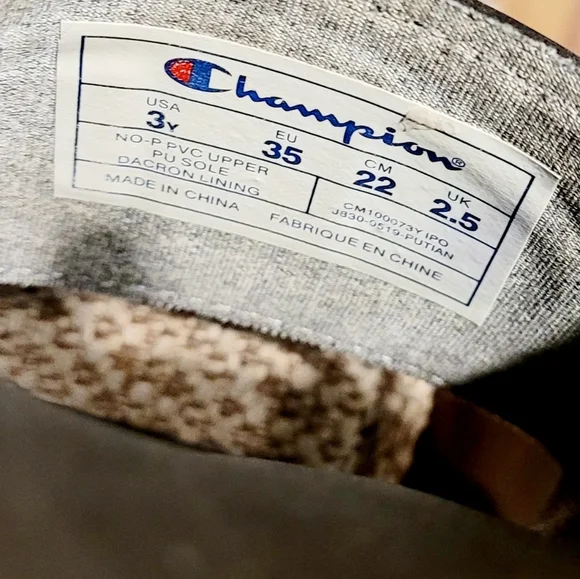 Champion®
USA EU CM UK
3Y 35 22 2.5
NO-P PVC UPPER
PU SOLE
DACRON LINING
CM100073Y IPO
J830-0519-PUTIAN
MADE IN CHINA FABRIQUE EN CHINE